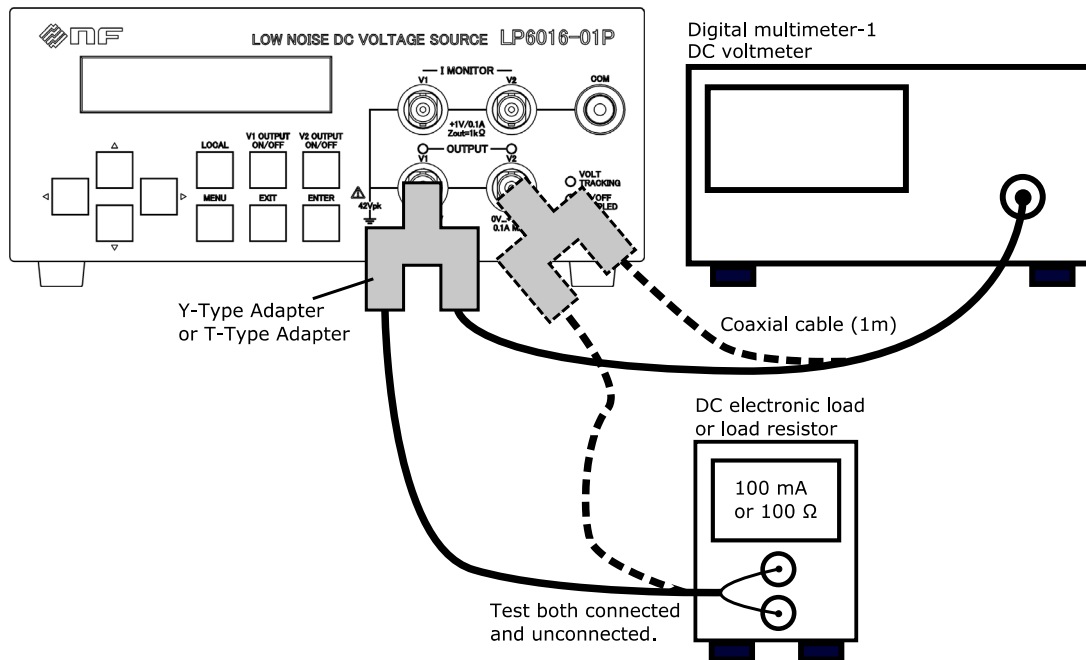 NF
LOW NOISE DC VOLTAGE SOURCE LP6016-01P
I MONITOR
V1
V2
COM
+1V/0.1A
Zout=1kΩ
OUTPUT
V1
V2
LOCAL
V1 OUTPUT
ON/OFF
V2 OUTPUT
ON/OFF
MENU
EXIT
ENTER
42Vpk
VOLT
TRACKING
0.1A
Digital multimeter-1
DC voltmeter
Y-Type Adapter
or T-Type Adapter
Coaxial cable (1m)
DC electronic load
or load resistor
100 mA
or 100 Ω
Test both connected
and unconnected.